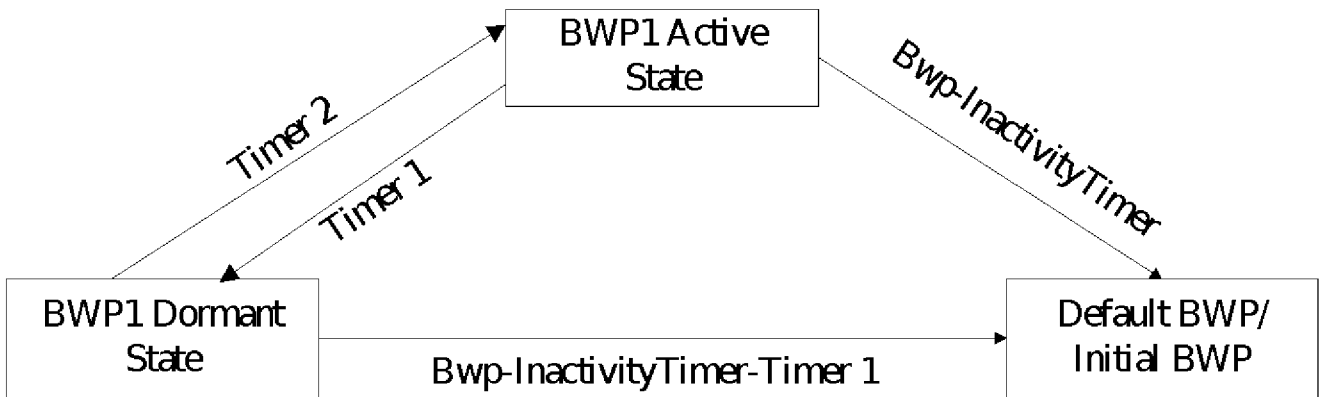 BWP1 Active
State
Bwp-InactivityTimer
Timer 2
Timer 1
BWP1 Dormant
State
Bwp-InactivityTimer-Timer 1
Default BWP/
Initial BWP